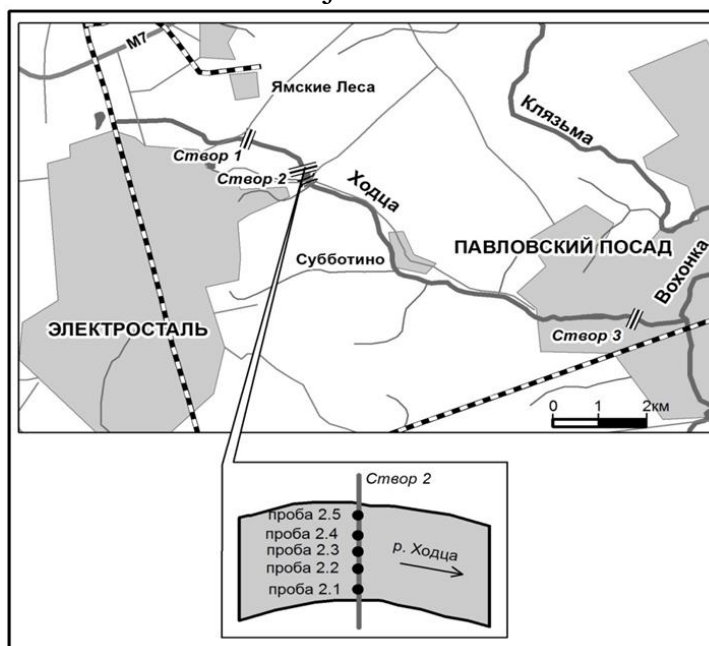 М7
Ямские Леса
Клязьма
Створ 1
Створ 2
Ходца
Субботино
ПАВЛОВСКИЙ ПОСАД
Вохонка
ЭЛЕКТРОСТАЛЬ
Створ 3
0 1 2км
Створ 2
проба 2.5
проба 2.4
проба 2.3
р. Ходца
проба 2.2
проба 2.1